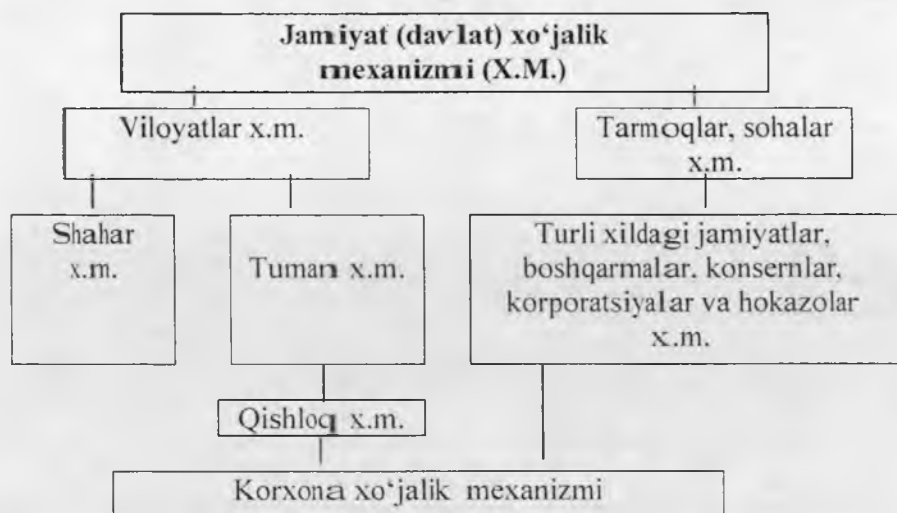 Jamiyat (davlat) xo‘jalik
mexanizmi (X.M.)
Viloyatlar x.m.
Tarmoqlar, sohalar
x.m.
Shahar
x.m.
Tuman x.m.
Turli xildagi jamiyatlar,
boshqarmalar, konsernlar,
korporatsiyalar va hokazolar
x.m.
Qishloq x.m.
Korxona xo‘jalik mexanizmi